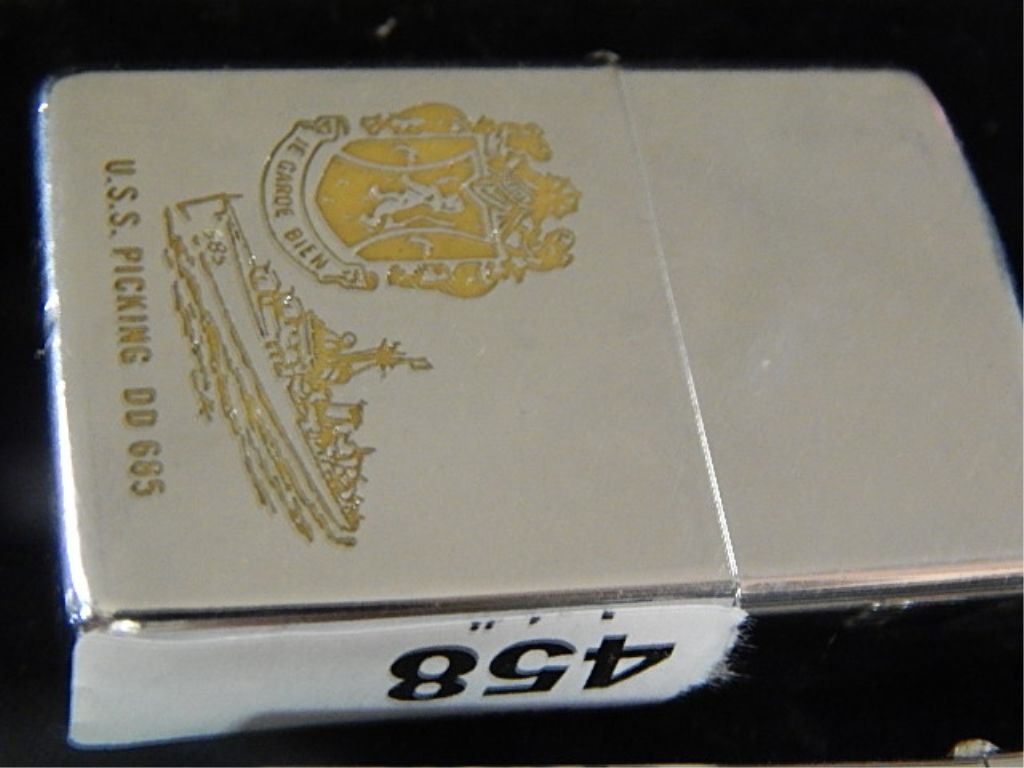 JE GARDE BIEN
685
U.S.S. PICKING DD 685
458